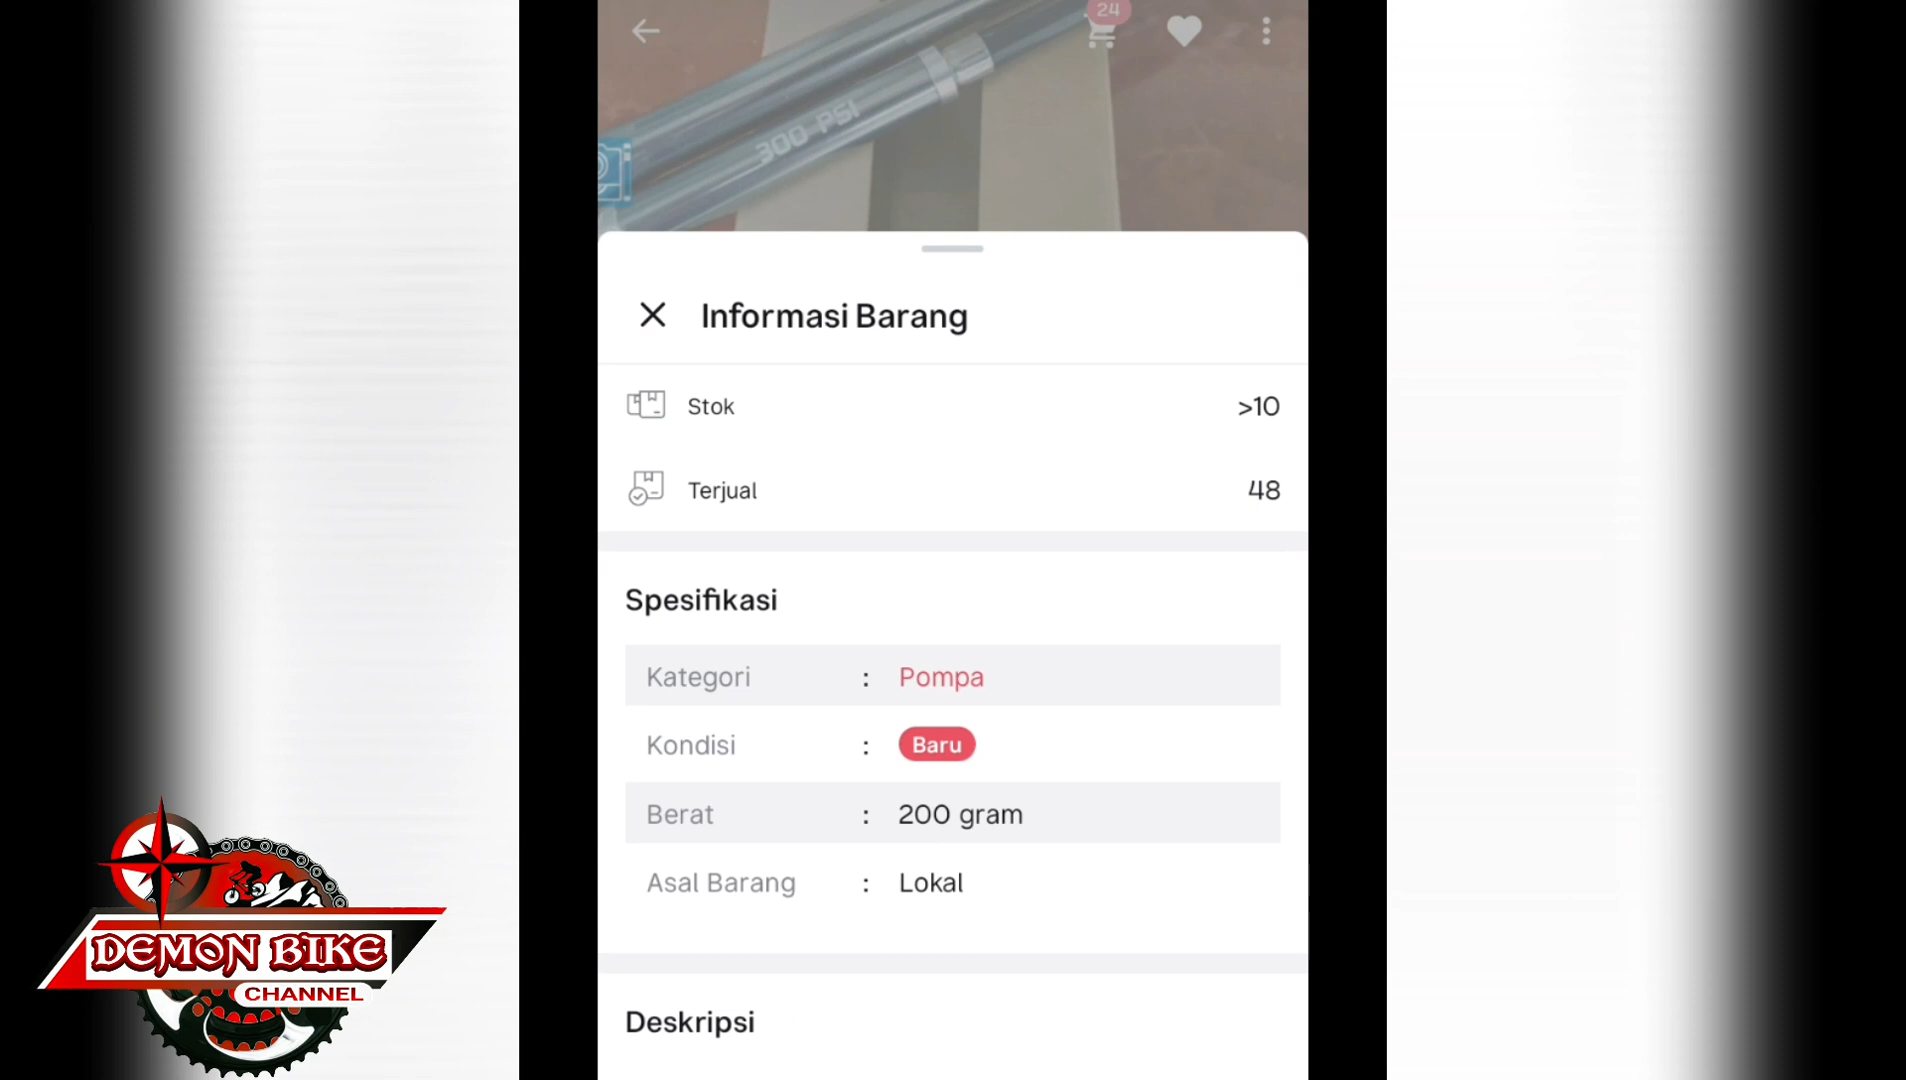 24
300 PSI
Informasi Barang
Stok >10
Terjual 48
Spesifikasi
Kategori : Pompa
Kondisi : Baru
Berat : 200 gram
Asal Barang : Lokal
Deskripsi
DEMON BIKE
CHANNEL